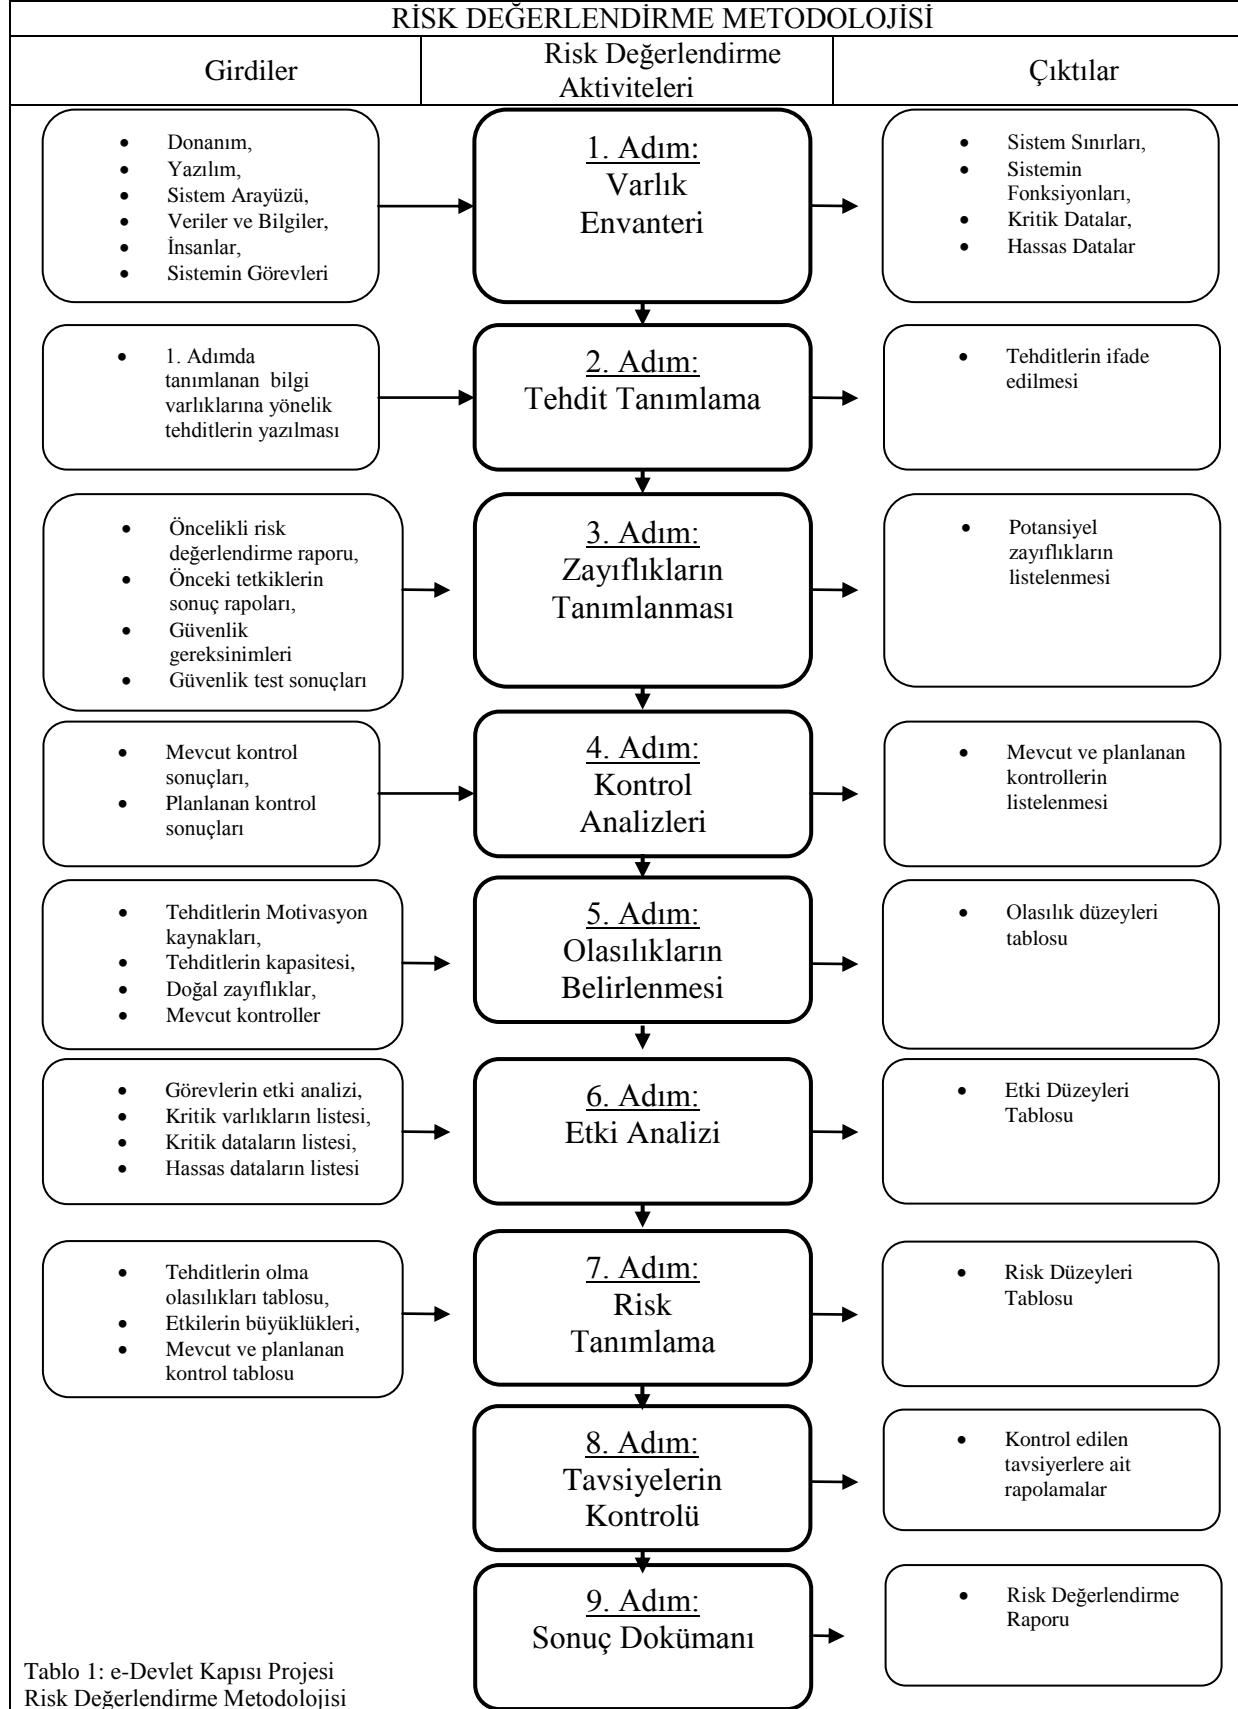 RİSK DEĞERLENDİRME METODOLOJİSİ
Girdiler
Risk Değerlendirme
Aktiviteleri
Çıktılar
• Donanım,
• Yazılım,
• Sistem Arayüzü,
• Veriler ve Bilgiler,
• İnsanlar,
• Sistemin Görevleri
1. Adım:
Varlık
Envanteri
• Sistem Sınırları,
• Sistemin
Fonksiyonları,
• Kritik Datalar,
• Hassas Datalar
• 1. Adımda
tanımlanan bilgi
varlıklarına yönelik
tehditlerin yazılması
2. Adım:
Tehdit Tanımlama
• Tehditlerin ifade
edilmesi
• Öncelikli risk
değerlendirme raporu,
• Önceki tetkiklerin
sonuç rapoları,
• Güvenlik
gereksinimleri
• Güvenlik test sonuçları
3. Adım:
Zayıflıkların
Tanımlanması
• Potansiyel
zayıflıkların
listelenmesi
• Mevcut kontrol
sonuçları,
• Planlanan kontrol
sonuçları
4. Adım:
Kontrol
Analizleri
• Mevcut ve planlanan
kontrollerin
listelenmesi
• Tehditlerin Motivasyon
kaynakları,
• Tehditlerin kapasitesi,
• Doğal zayıflıklar,
• Mevcut kontroller
5. Adım:
Olasılıkların
Belirlenmesi
• Olasılık düzeyleri
tablosu
• Görevlerin etki analizi,
• Kritik varlıkların listesi,
• Kritik dataların listesi,
• Hassas dataların listesi
6. Adım:
Etki Analizi
• Etki Düzeyleri
Tablosu
• Tehditlerin olma
olasılıkları tablosu,
• Etkilerin büyüklükleri,
• Mevcut ve planlanan
kontrol tablosu
7. Adım:
Risk
Tanımlama
• Risk Düzeyleri
Tablosu
8. Adım:
Tavsiyelerin
Kontrolü
• Kontrol edilen
tavsiyerlere ait
rapolamalar
9. Adım:
Sonuç Dokümanı
• Risk Değerlendirme
Raporu
Tablo 1: e-Devlet Kapısı Projesi
Risk Değerlendirme Metodolojisi